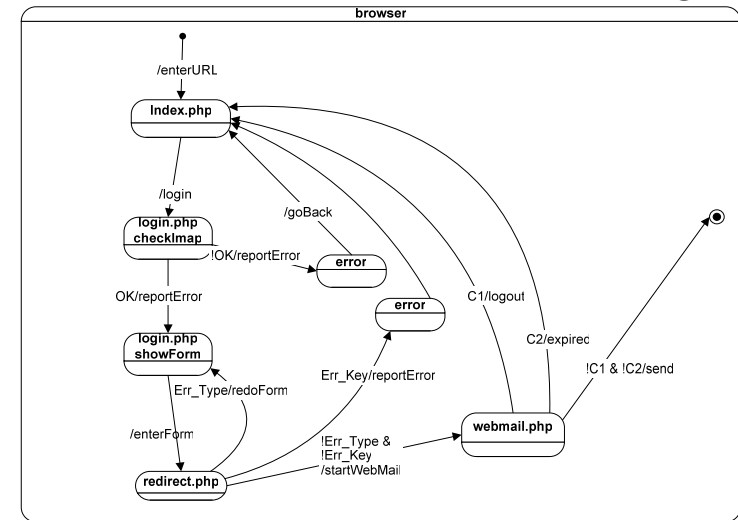 browser
/enterURL
Index.php
/login
login.php
checkImap
!OK/reportError
/goBack
error
error
OK/reportError
login.php
showForm
Err_Type/redoForm
/enterForm
redirect.php
Err_Key/reportError
!Err_Type &
!Err_Key
/startWebMail
C1/logout
C2/expired
webmail.php
!C1 & !C2/send